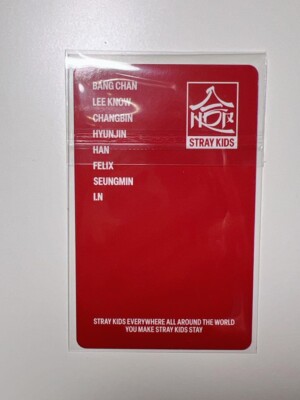 BANG CHAN
LEE KNOW
CHANGBIN
HYUNJIN
HAN
FELIX
SEUNGMIN
I.N
STRAY KIDS
STRAY KIDS EVERYWHERE ALL AROUND THE WORLD
YOU MAKE STRAY KIDS STAY